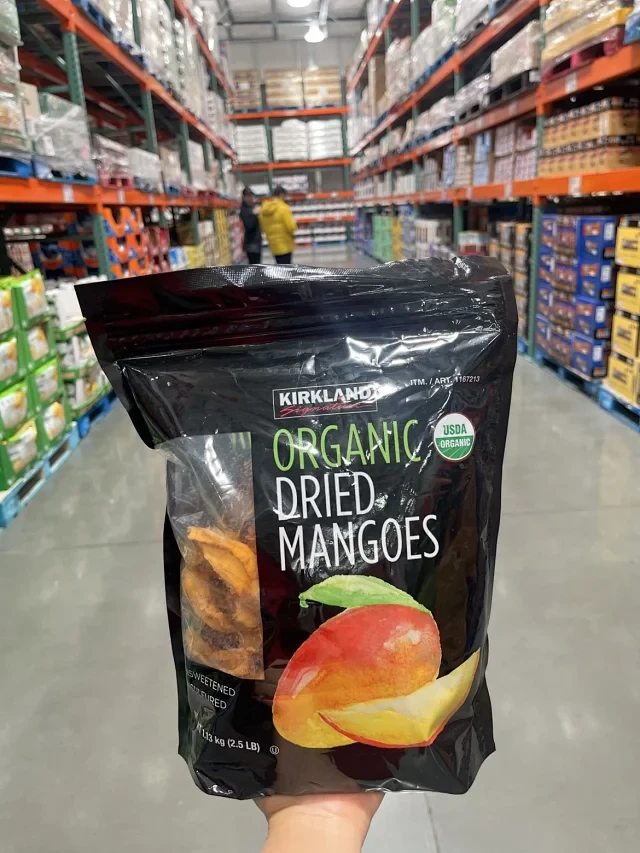 ITM. / ART. 1167213
KIRKLAND
Signature
ORGANIC
DRIED
MANGOES
USDA
ORGANIC
1.13 kg (2.5 LB)
U